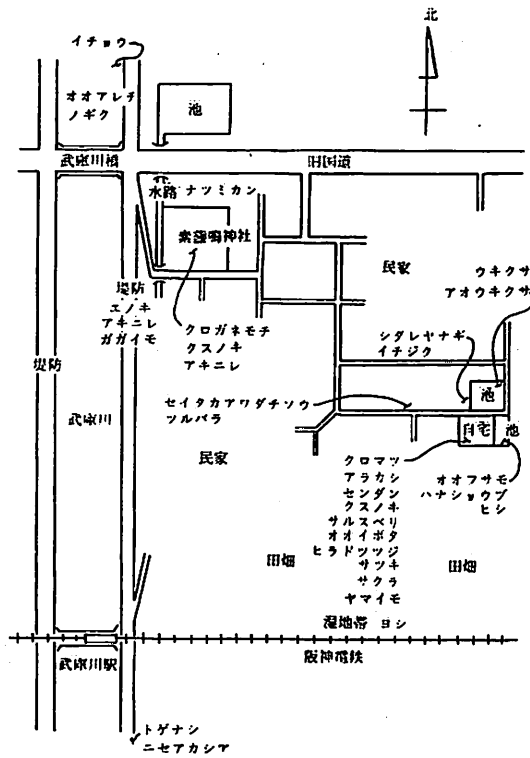 イチョウ
北
オオアレチ
ノギク
池
武庫川橋
旧国道
水路
ナツミカン
素盞嗚神社
民家
ウキクサ
アオウキクサ
堤防
エノキ
アキニレ
ガガイモ
クロガネモチ
クスノキ
アキニレ
シダレヤナギ
イチジク
堤防
セイタカアワダチソウ
ツルバラ
池
武庫川
自宅
池
民家
クロマツ
アラカシ
センダン
クスノキ
サルスベリ
オオイボタ
ヒラドツツジ
サツキ
サクラ
ヤマイモ
オオフサモ
ハナショウブ
ヒシ
田畑
田畑
湿地帯 ヨシ
武庫川駅
阪神電鉄
トゲナシ
ニセアカシア